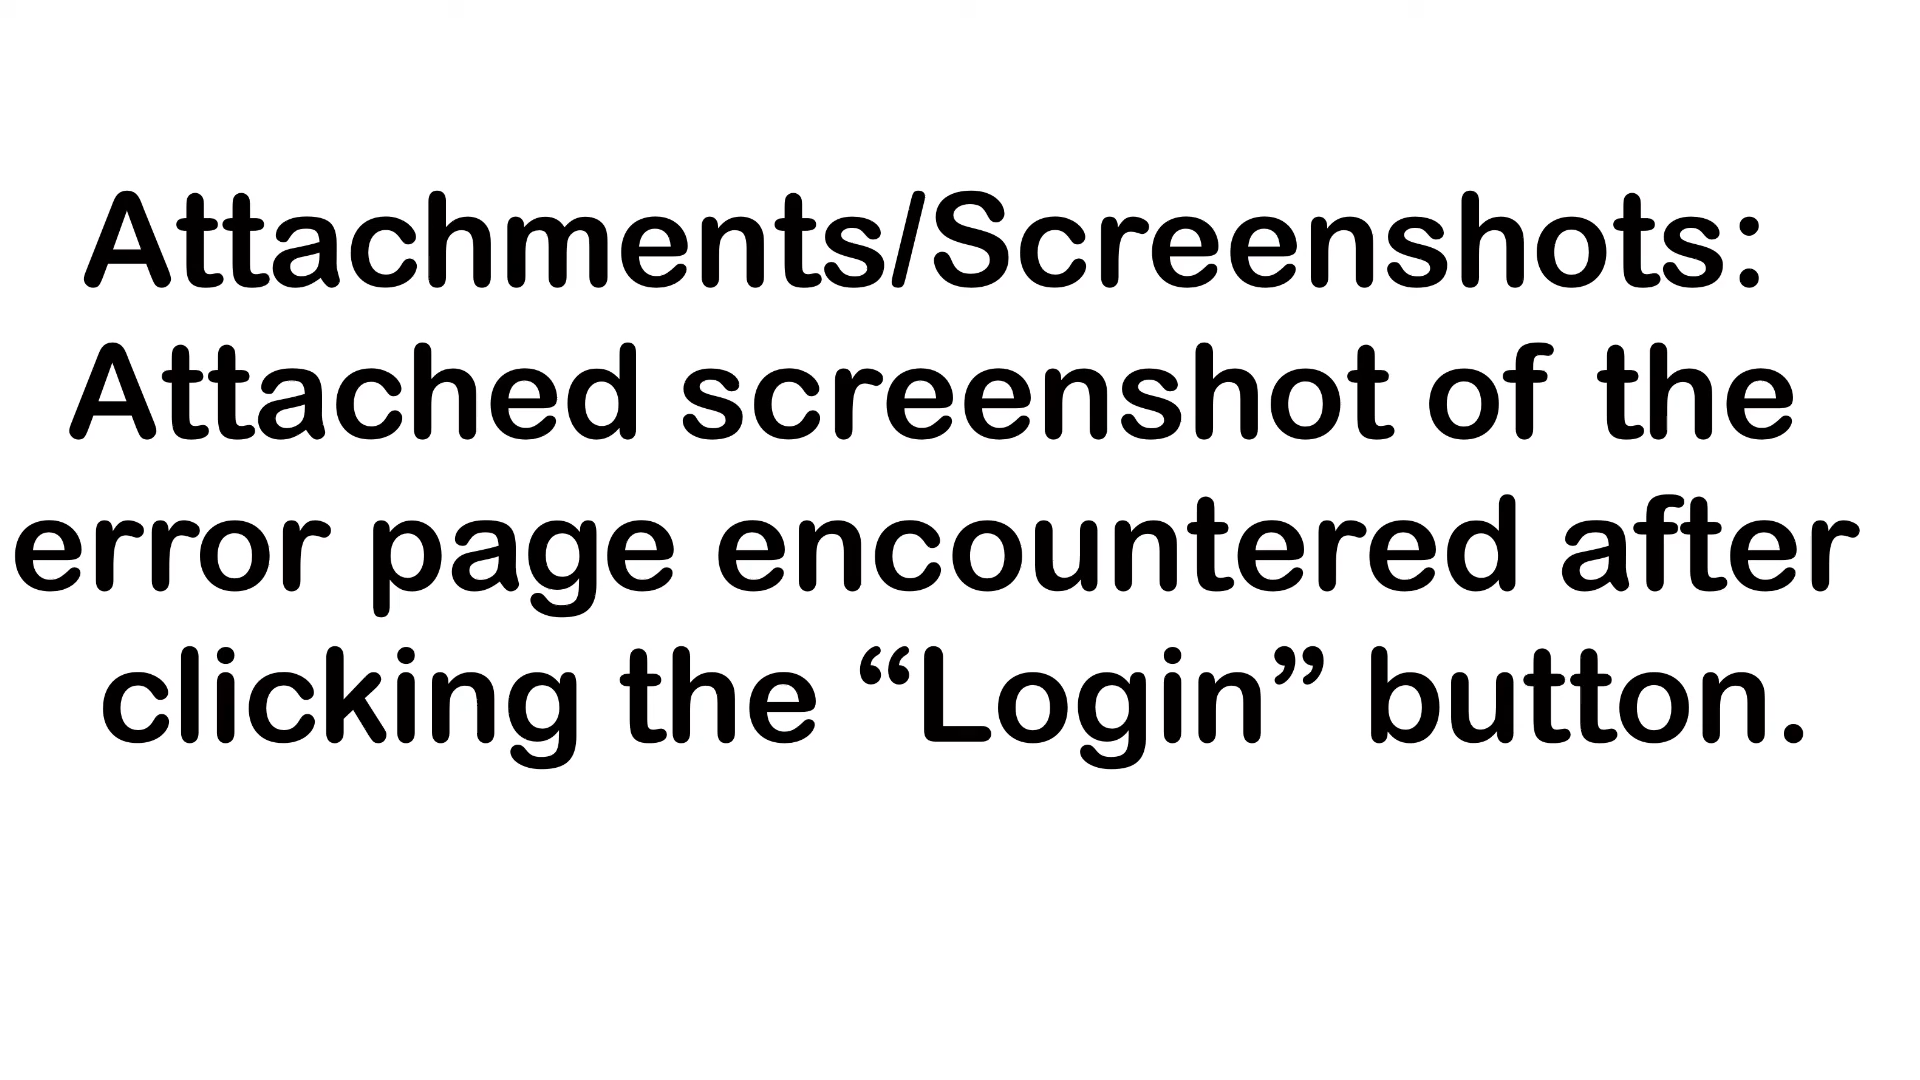 Attachments/Screenshots:
Attached screenshot of the
error page encountered after
clicking the “Login” button.